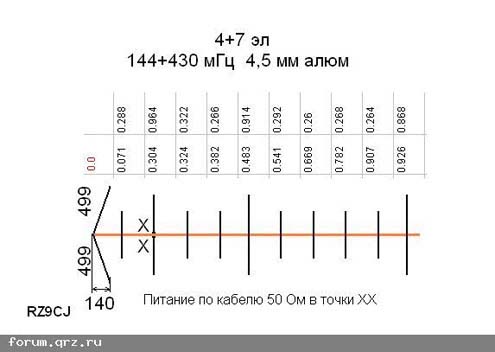 4+7 эл
144+430 мГц 4,5 мм алюм
0.288 0.964 0.322 0.266 0.914 0.292 0.26 0.268 0.264 0.868
0.0 0.071 0.304 0.324 0.382 0.483 0.541 0.669 0.782 0.907 0.926
499
X
X
499
140
Питание по кабелю 50 Ом в точки XX
RZ9CJ
forum.qrz.ru